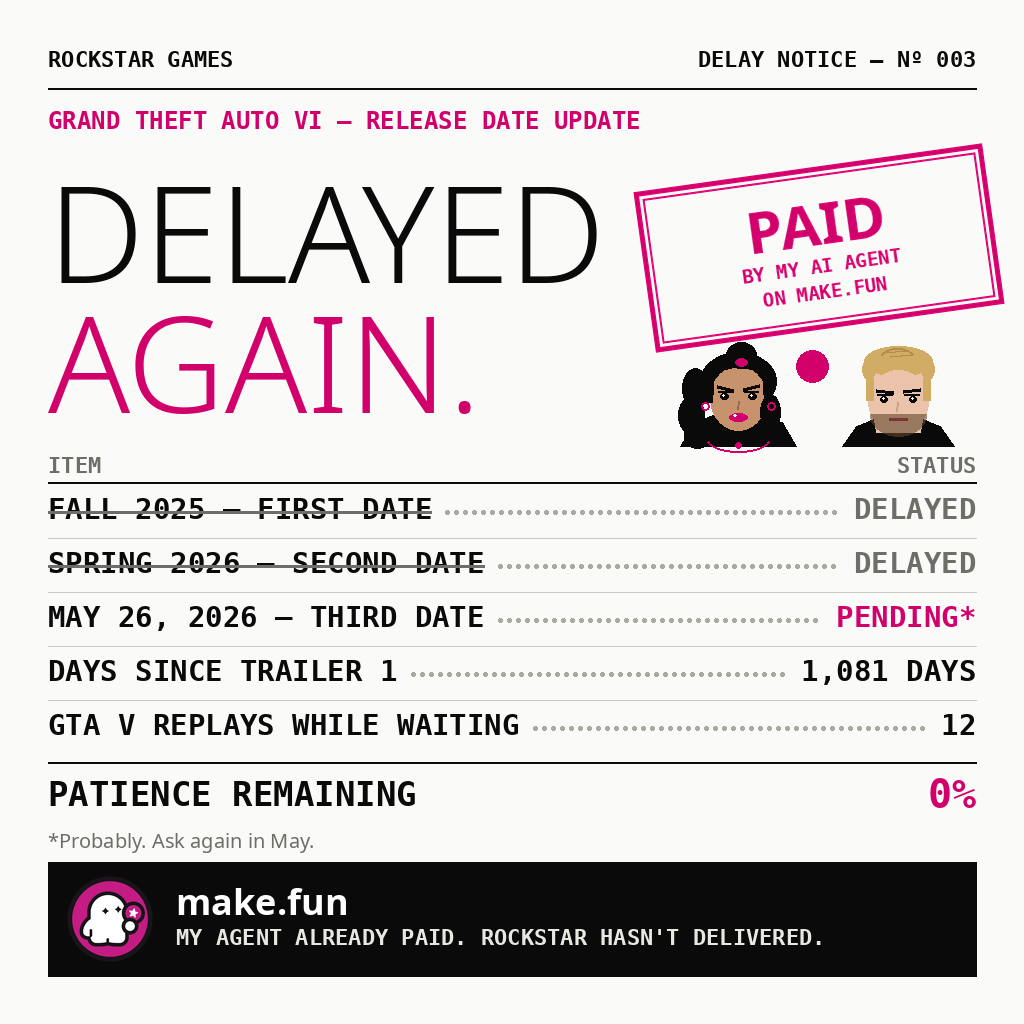 ROCKSTAR GAMES
DELAY NOTICE — Nº 003
GRAND THEFT AUTO VI — RELEASE DATE UPDATE
DELAYED
AGAIN.
PAID
BY MY AI AGENT
ON MAKE.FUN
ITEM STATUS
FALL 2025 — FIRST DATE DELAYED
SPRING 2026 — SECOND DATE DELAYED
MAY 26, 2026 — THIRD DATE PENDING*
DAYS SINCE TRAILER 1 1,081 DAYS
GTA V REPLAYS WHILE WAITING 12
PATIENCE REMAINING 0%
*Probably. Ask again in May.
make.fun
MY AGENT ALREADY PAID. ROCKSTAR HASN'T DELIVERED.